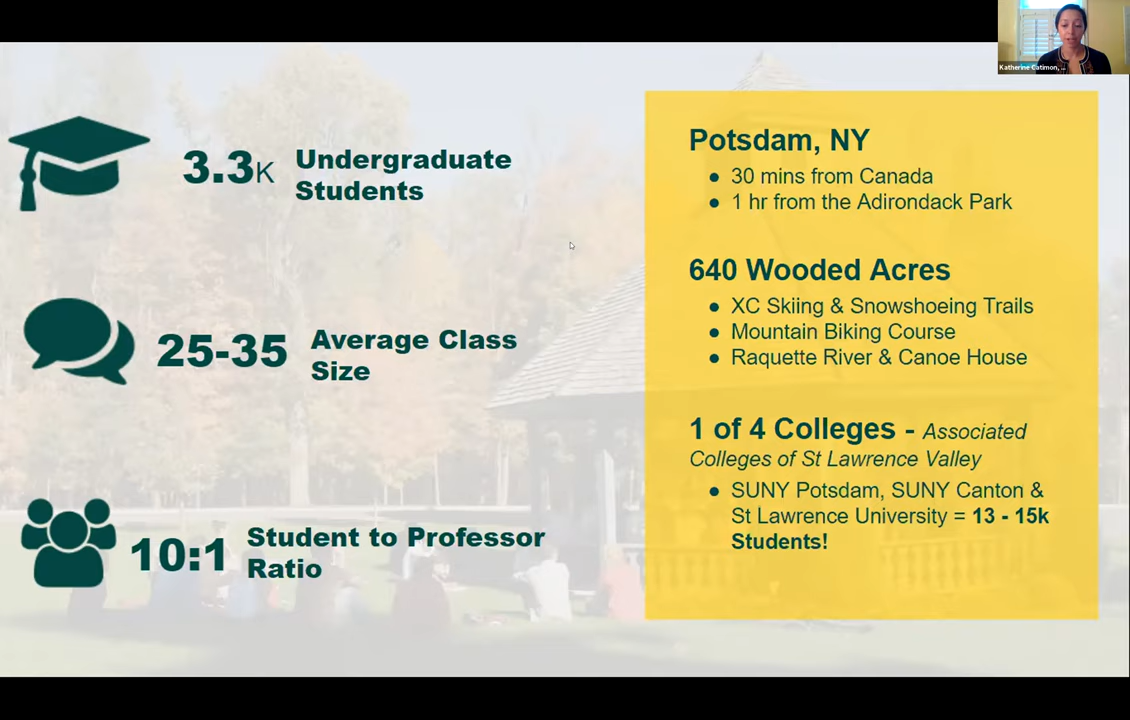 Katherine Catimon, ...
3.3K
Undergraduate
Students
25-35
Average Class
Size
10:1
Student to Professor
Ratio
Potsdam, NY
● 30 mins from Canada
● 1 hr from the Adirondack Park
640 Wooded Acres
● XC Skiing & Snowshoeing Trails
● Mountain Biking Course
● Raquette River & Canoe House
1 of 4 Colleges - Associated
Colleges of St Lawrence Valley
● SUNY Potsdam, SUNY Canton &
St Lawrence University = 13 - 15k
Students!